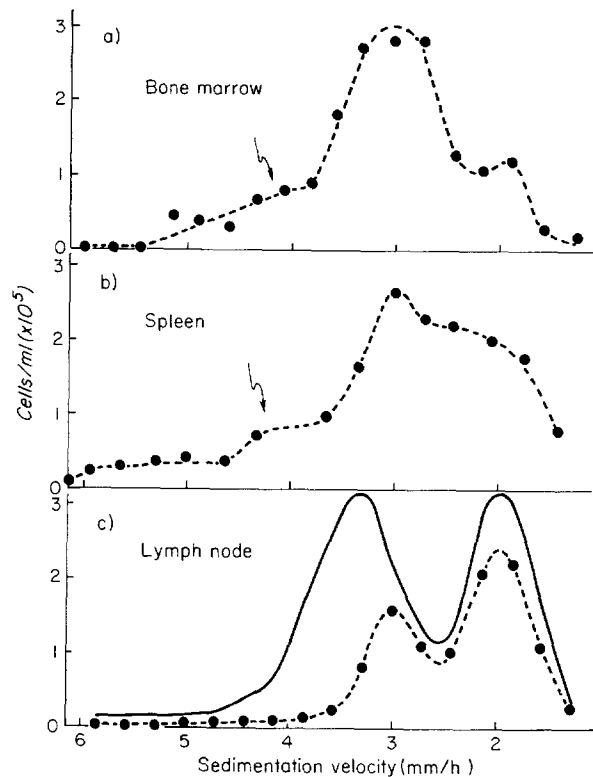 a)
3
2
1
0
Bone marrow
b)
3
2
1
0
Spleen
Cells/ml (x10⁵)
c)
3
2
1
0
Lymph node
6 5 4 3 2
Sedimentation velocity (mm/h)